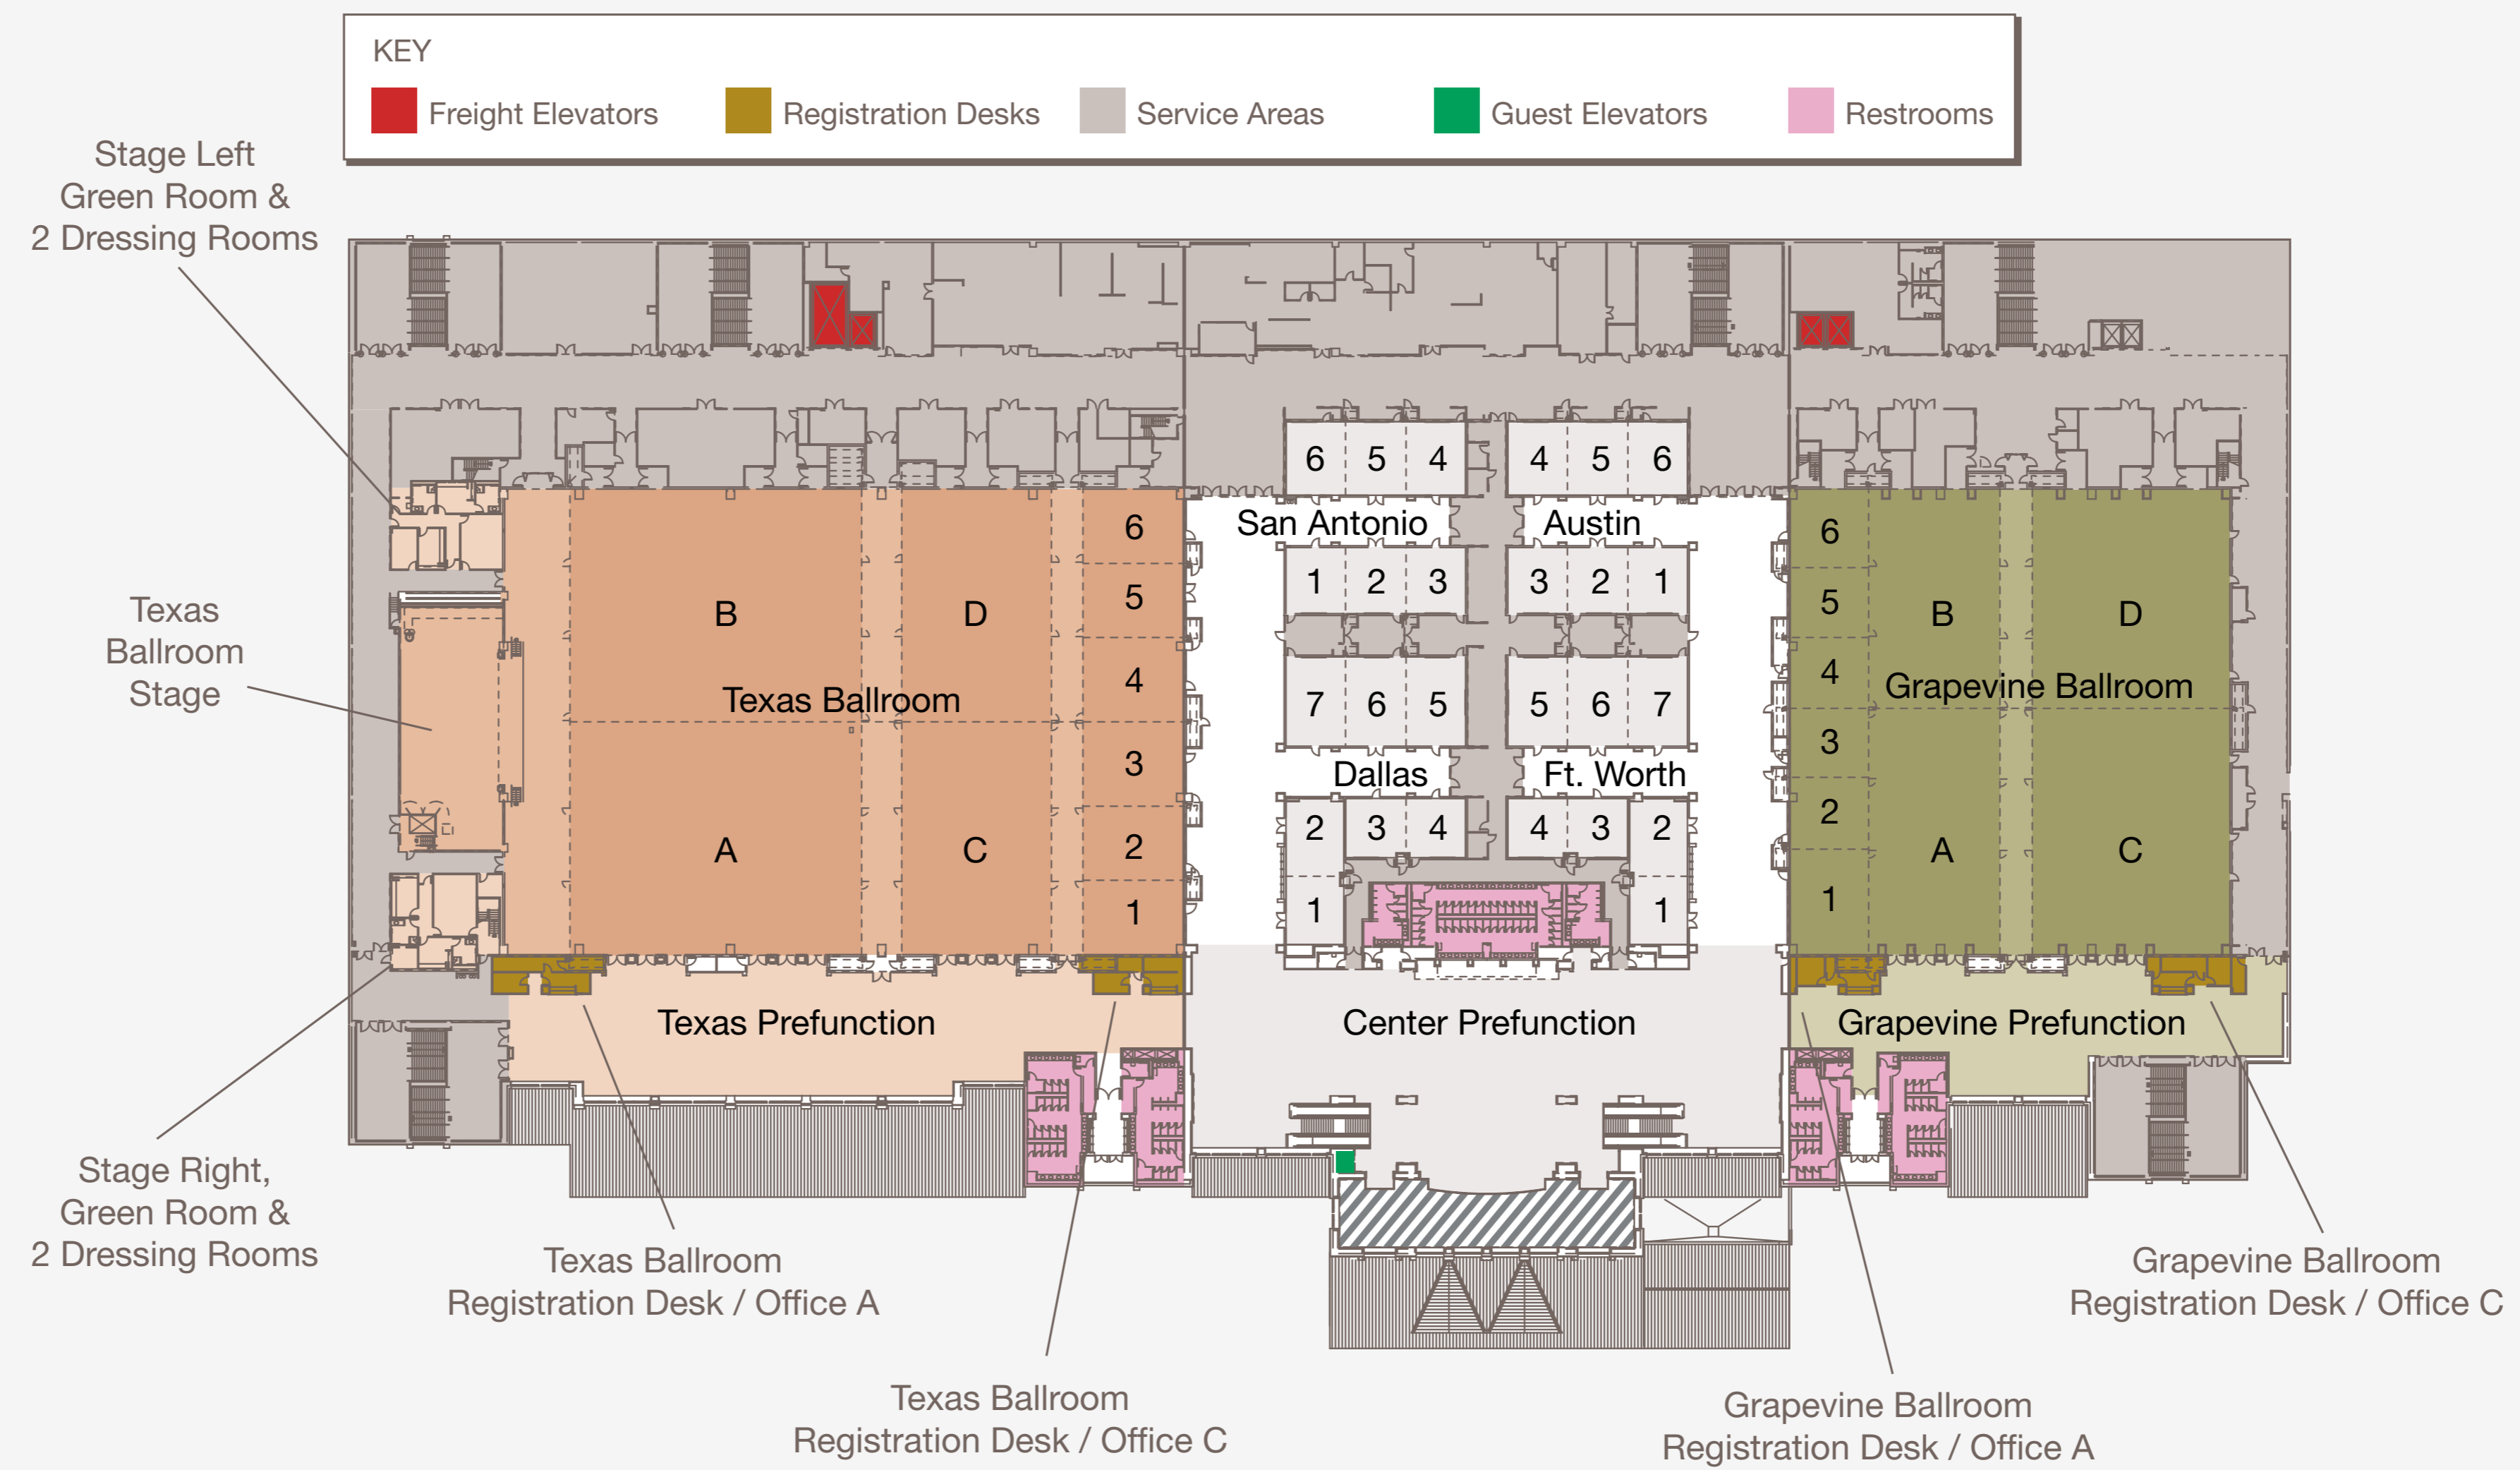 KEY
Freight Elevators
Registration Desks
Service Areas
Guest Elevators
Restrooms
Stage Left
Green Room &
2 Dressing Rooms
Texas
Ballroom
Stage
Stage Right,
Green Room &
2 Dressing Rooms
B
D
6
5
4
Texas Ballroom
3
A
C
2
1
Texas Prefunction
6 5 4
4 5 6
San Antonio
Austin
1 2 3
3 2 1
7 6 5
5 6 7
Dallas
Ft. Worth
2 3 4
4 3 2
1
1
Center Prefunction
6
5
B
D
4
Grapevine Ballroom
3
2
A
C
1
Grapevine Prefunction
Texas Ballroom
Registration Desk / Office A
Texas Ballroom
Registration Desk / Office C
Grapevine Ballroom
Registration Desk / Office A
Grapevine Ballroom
Registration Desk / Office C